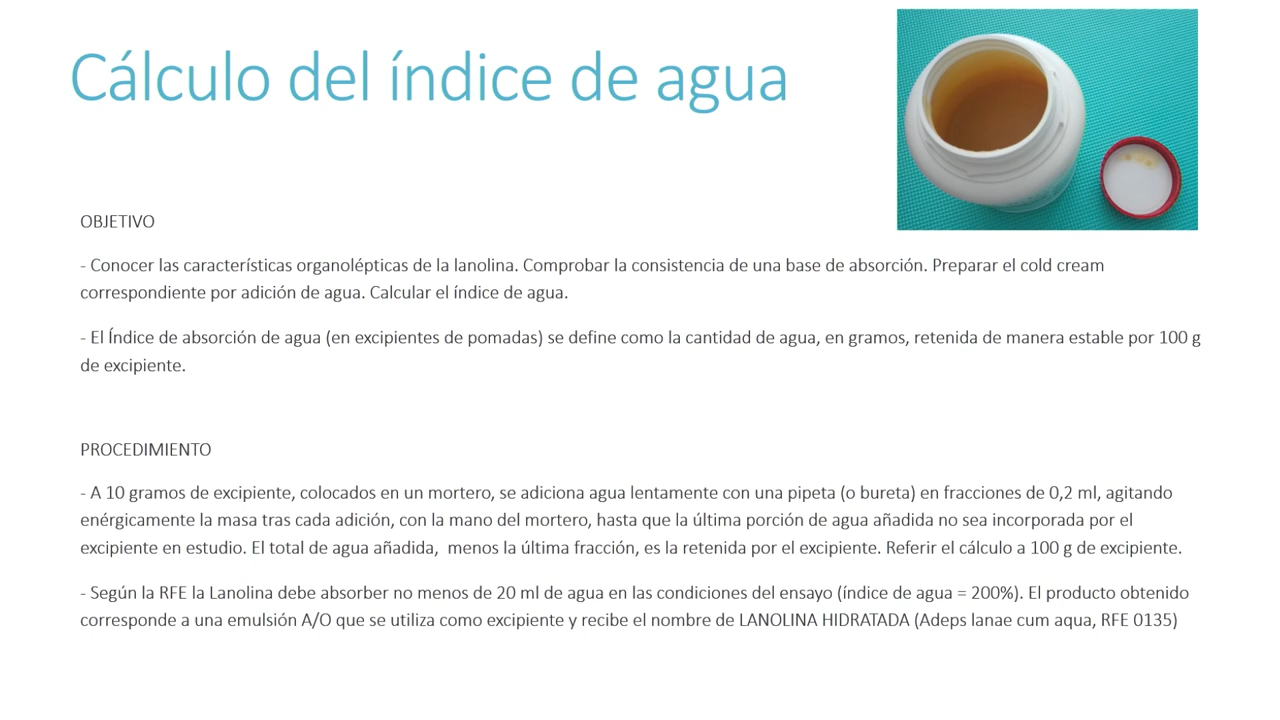 Cálculo del índice de agua
OBJETIVO
- Conocer las características organolépticas de la lanolina. Comprobar la consistencia de una base de absorción. Preparar el cold cream
correspondiente por adición de agua. Calcular el índice de agua.
- El Índice de absorción de agua (en excipientes de pomadas) se define como la cantidad de agua, en gramos, retenida de manera estable por 100 g
de excipiente.
PROCEDIMIENTO
- A 10 gramos de excipiente, colocados en un mortero, se adiciona agua lentamente con una pipeta (o bureta) en fracciones de 0,2 ml, agitando
enérgicamente la masa tras cada adición, con la mano del mortero, hasta que la última porción de agua añadida no sea incorporada por el
excipiente en estudio. El total de agua añadida,  menos la última fracción, es la retenida por el excipiente. Referir el cálculo a 100 g de excipiente.
- Según la RFE la Lanolina debe absorber no menos de 20 ml de agua en las condiciones del ensayo (índice de agua = 200%). El producto obtenido
corresponde a una emulsión A/O que se utiliza como excipiente y recibe el nombre de LANOLINA HIDRATADA (Adeps lanae cum aqua, RFE 0135)